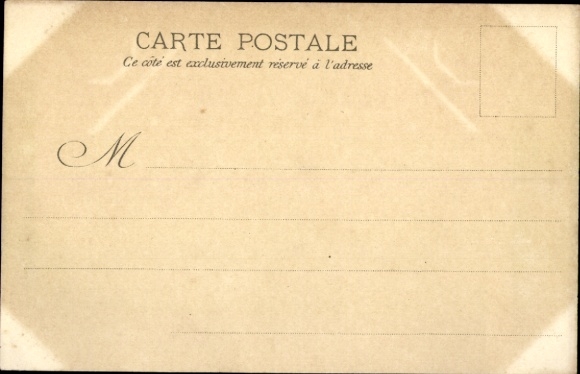 CARTE POSTALE
Ce côté est exclusivement réservé à l'adresse
M